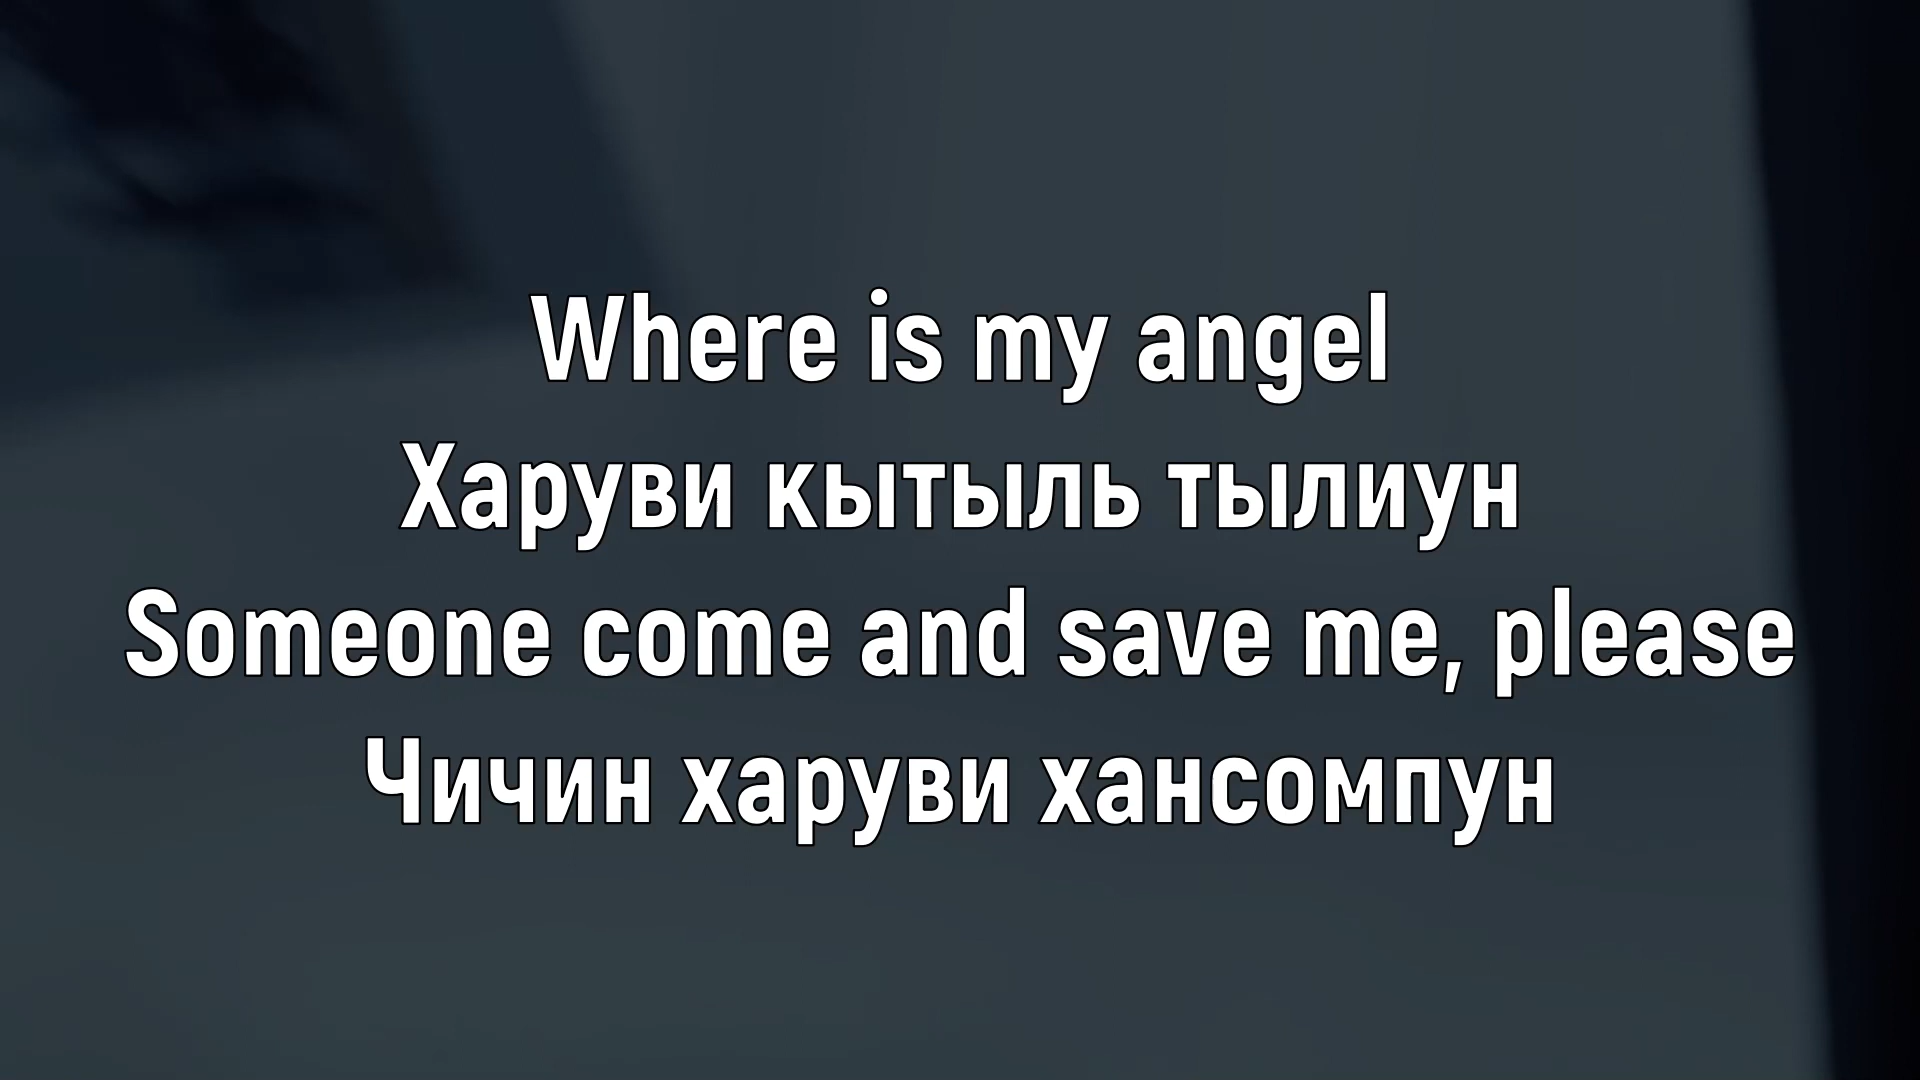 Where is my angel
Харуви кытыль тылиун
Someone come and save me, please
Чичин харуви хансомпун